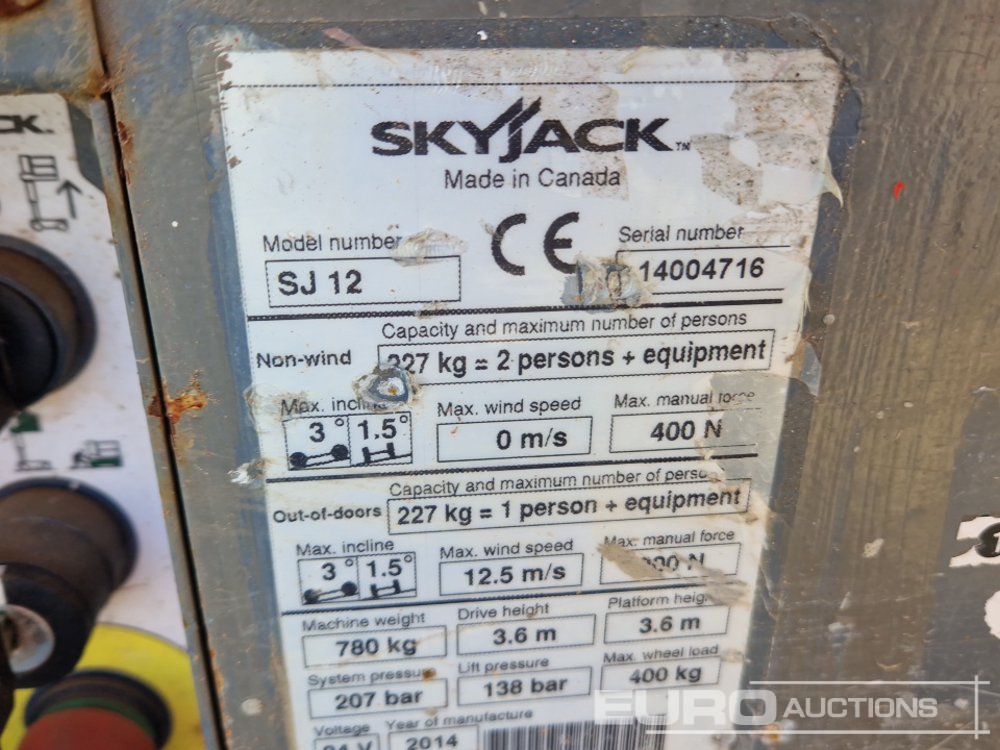 SKYJACK™
Made in Canada
Model number
SJ 12
CE
Serial number
14004716
Capacity and maximum number of persons
Non-wind
227 kg = 2 persons + equipment
Max. incline
3° 1.5°
Max. wind speed
0 m/s
Max. manual force
400 N
Capacity and maximum number of persons
Out-of-doors
227 kg = 1 person + equipment
Max. incline
3° 1.5°
Max. wind speed
12.5 m/s
Max. manual force
N
Machine weight
780 kg
Drive height
3.6 m
Platform height
3.6 m
System pressure
207 bar
Lift pressure
138 bar
Max. wheel load
400 kg
Voltage
24 V
Year of manufacture
2014
EURO AUCTIONS